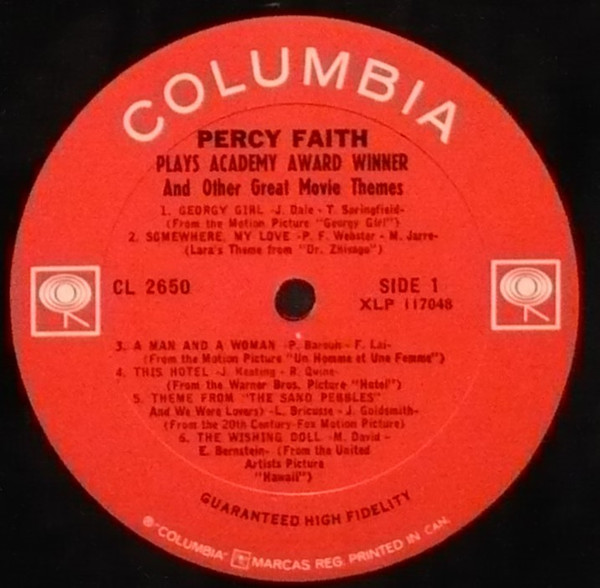 COLUMBIA
PERCY FAITH
PLAYS ACADEMY AWARD WINNER
And Other Great Movie Themes
1. GEORGY GIRL -J. Dale - T. Springfield-
(From the Motion Picture "Georgy Girl")
2. SOMEWHERE, MY LOVE -P. F. Webster - M. Jarre-
(Lara's Theme from "Dr. Zhivago")
CL 2650
SIDE 1
XLP 117048
3. A MAN AND A WOMAN -P. Barouh - F. Lai-
(From the Motion Picture "Un Homme et Une Femme")
4. THIS HOTEL -J. Keating - R. Quine-
(From the Warner Bros. Picture "Hotel")
5. THEME FROM "THE SAND PEBBLES"
And We Were Lovers) -L. Bricusse - J. Goldsmith-
(From the 20th Century-Fox Motion Picture)
6. THE WISHING DOLL -M. David -
E. Bernstein- (From the United
Artists Picture
"Hawaii")
GUARANTEED HIGH FIDELITY
® "COLUMBIA" MARCAS REG. PRINTED IN CAN.